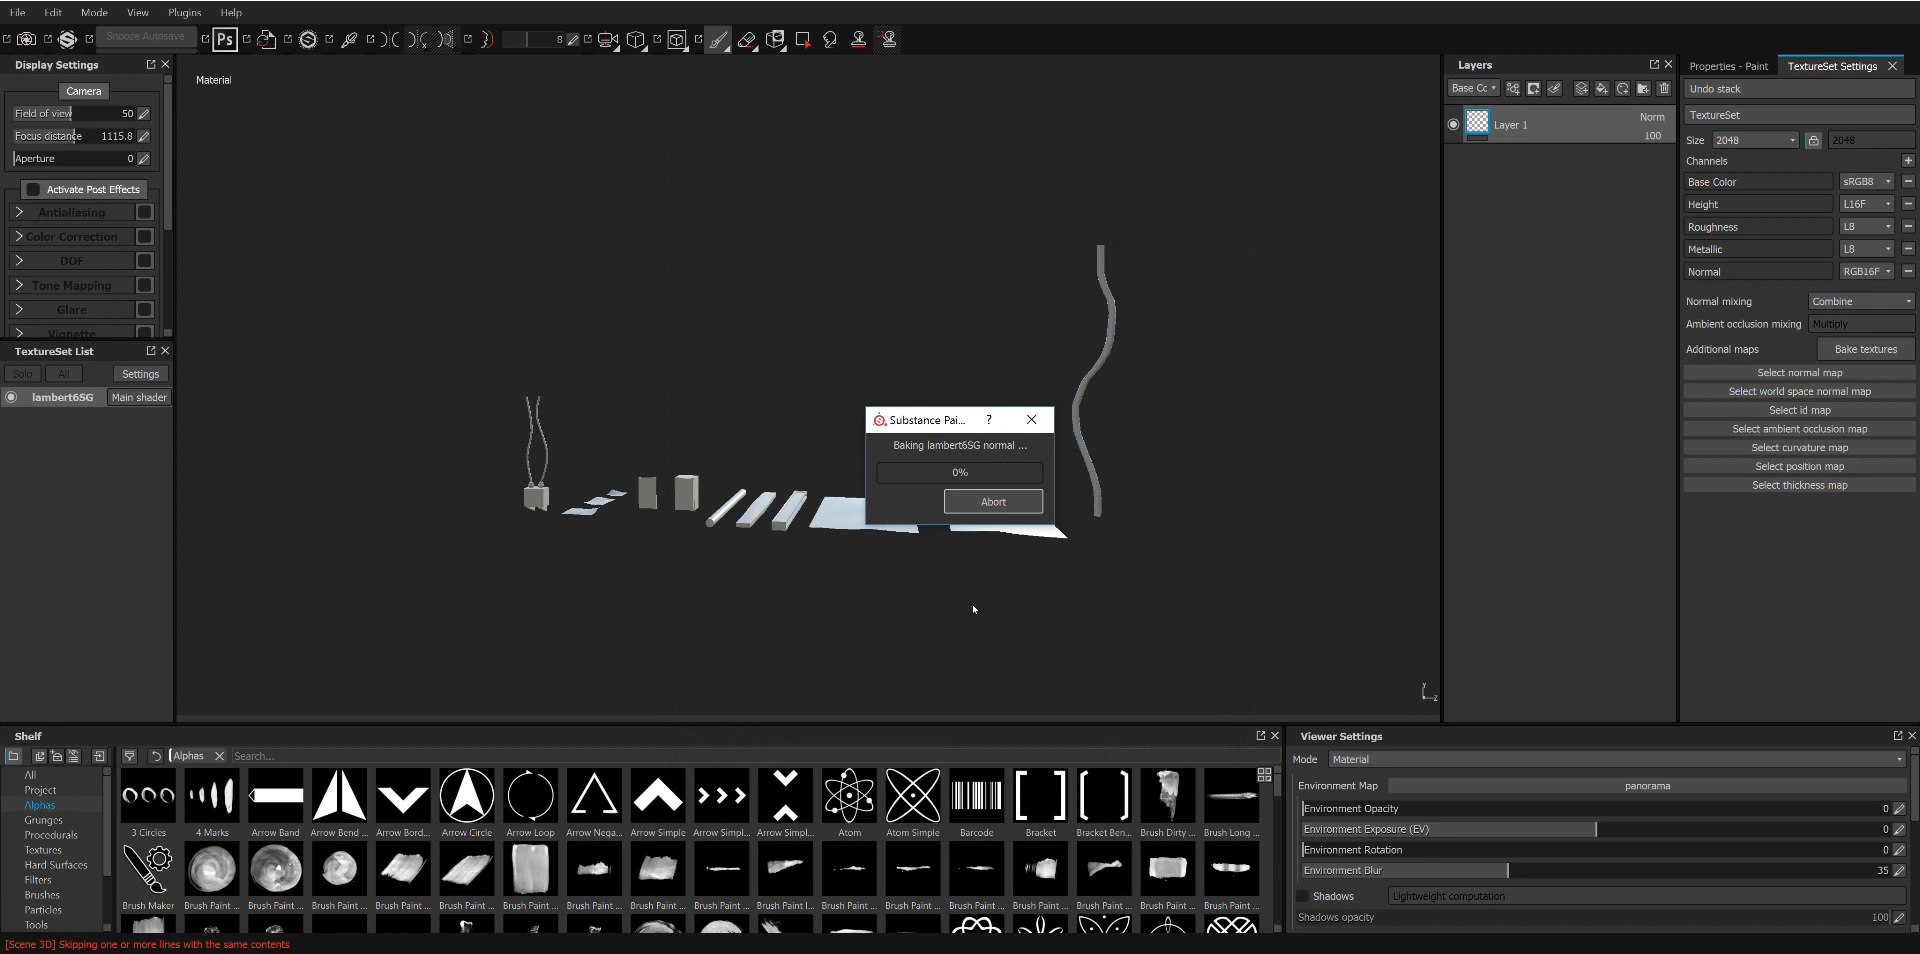 File Edit Mode View Plugins Help
Snooze Autosave
Ps
8
Display Settings
Camera
Field of view 50
Focus distance 1115.8
Aperture 0
Activate Post Effects
Antialiasing
Color Correction
DOF
Tone Mapping
Glare
Vignette
TextureSet List
Solo All Settings
lambert6SG Main shader
Material
Substance Pai... ?
Baking lambert6SG normal ...
0%
Abort
Y
Z
Layers
Base Cc
Layer 1
Norm
100
Properties - Paint TextureSet Settings
Undo stack
TextureSet
Size 2048 2048
Channels
Base Color sRGB8
Height L16F
Roughness L8
Metallic L8
Normal RGB16F
Normal mixing Combine
Ambient occlusion mixing Multiply
Additional maps Bake textures
Select normal map
Select world space normal map
Select id map
Select ambient occlusion map
Select curvature map
Select position map
Select thickness map
Shelf
Alphas Search...
All
Project
Alphas
Grunges
Procedurals
Textures
Hard Surfaces
Filters
Brushes
Particles
Tools
3 Circles 4 Marks Arrow Band Arrow Bend ... Arrow Bord... Arrow Circle Arrow Loop Arrow Nega... Arrow Simple Arrow Simpl... Arrow Simpl... Atom Atom Simple Barcode Bracket Bracket Ben... Brush Dirty ... Brush Long ...
Brush Maker Brush Paint ... Brush Paint ... Brush Paint ... Brush Paint ... Brush Paint ... Brush Paint ... Brush Paint ... Brush Paint ... Brush Paint ... Brush Paint I... Brush Paint ... Brush Paint ... Brush Paint ... Brush Paint ... Brush Paint ... Brush Paint ... Brush Paint ...
Viewer Settings
Mode Material
Environment Map panorama
Environment Opacity 0
Environment Exposure (EV) 0
Environment Rotation 0
Environment Blur 35
Shadows Lightweight computation
Shadows opacity 100
[Scene 3D] Skipping one or more lines with the same contents